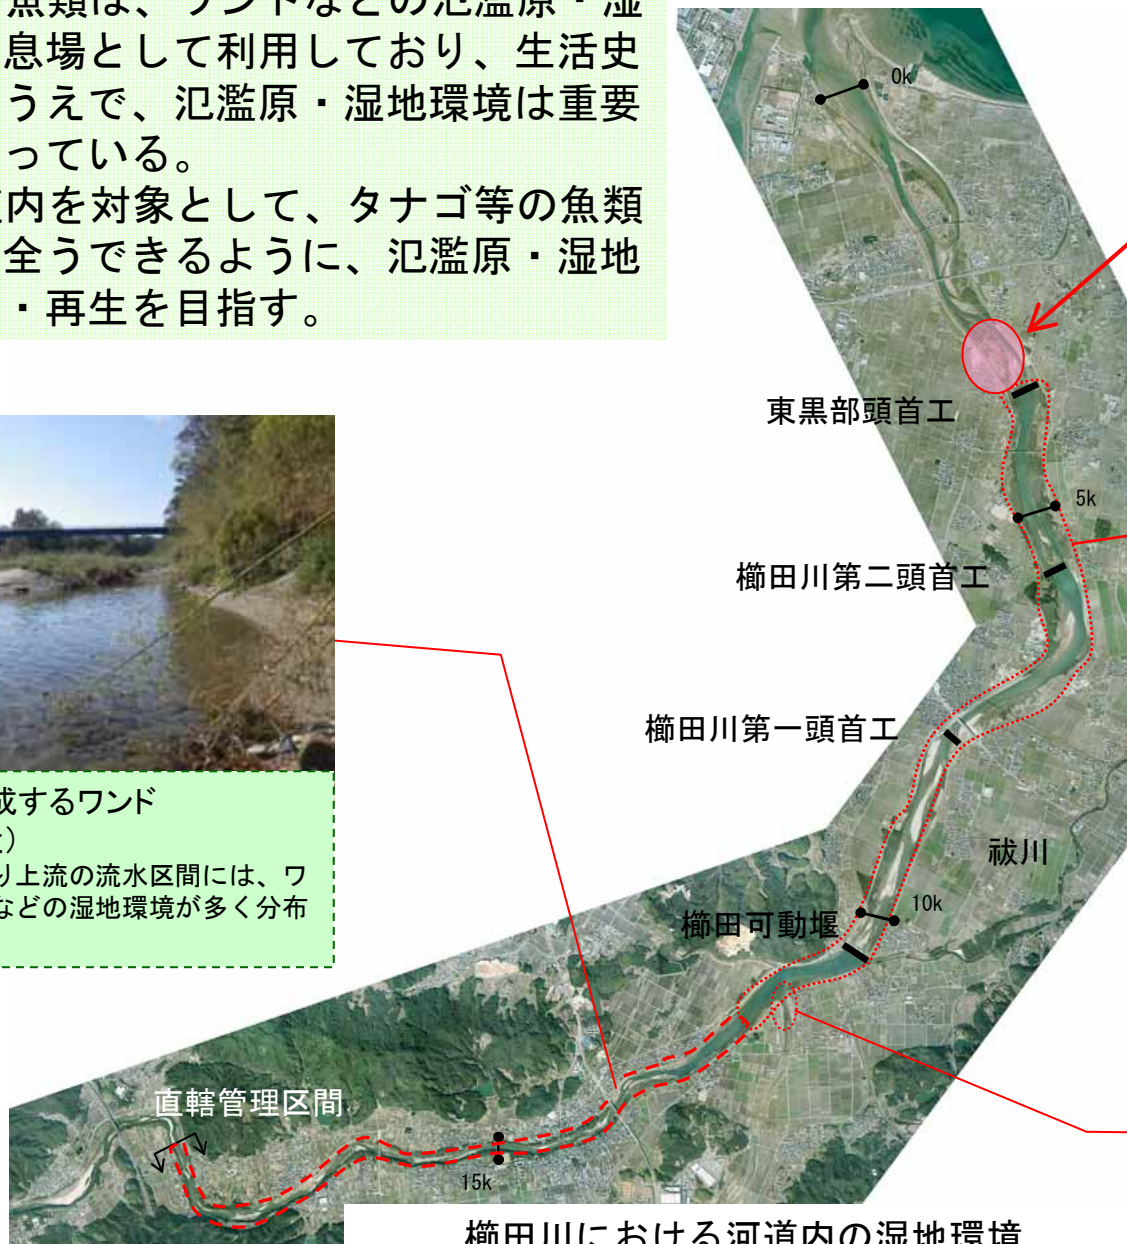 魚類は、ワンドなどの氾濫原・湿
息場として利用しており、生活史
うえで、氾濫原・湿地環境は重要
っている。
内を対象として、タナゴ等の魚類
全うできるように、氾濫原・湿地
・再生を目指す。
0k
東黒部頭首工
5k
櫛田川第二頭首工
櫛田川第一頭首工
成するワンド
)
り上流の流水区間には、ワ
などの湿地環境が多く分布
祓川
10k
櫛田可動堰
直轄管理区間
15k
櫛田川における河道内の湿地環境